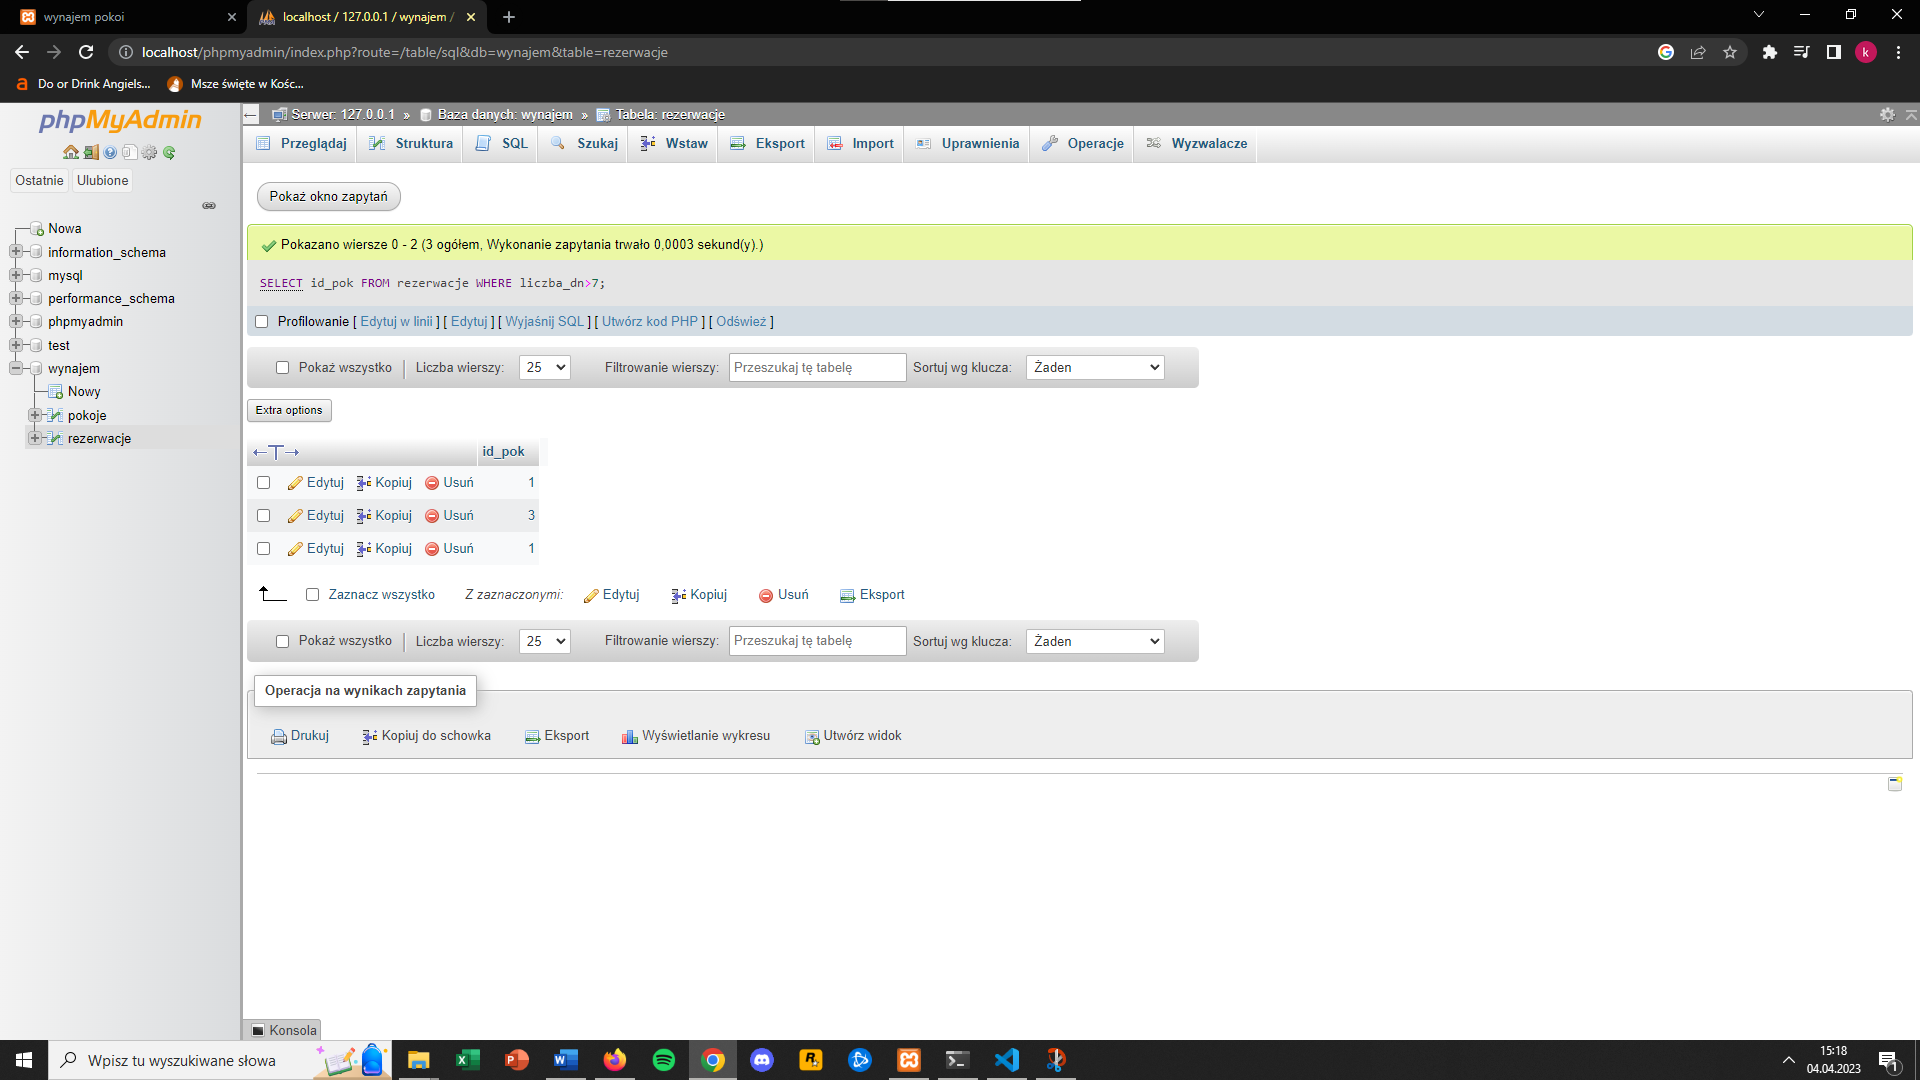 wynajem pokoi
localhost / 127.0.0.1 / wynajem /
localhost/phpmyadmin/index.php?route=/table/sql&db=wynajem&table=rezerwacje
k
Do or Drink Angiels...
Msze święte w Kośc...
phpMyAdmin
Ostatnie
Ulubione
Nowa
information_schema
mysql
performance_schema
phpmyadmin
test
wynajem
Nowy
pokoje
rezerwacje
Serwer: 127.0.0.1 » Baza danych: wynajem » Tabela: rezerwacje
Przeglądaj Struktura SQL Szukaj Wstaw Eksport Import Uprawnienia Operacje Wyzwalacze
Pokaż okno zapytań
Pokazano wiersze 0 - 2 (3 ogółem, Wykonanie zapytania trwało 0,0003 sekund(y).)
SELECT id_pok FROM rezerwacje WHERE liczba_dn>7;
Profilowanie [ Edytuj w linii ] [ Edytuj ] [ Wyjaśnij SQL ] [ Utwórz kod PHP ] [ Odśwież ]
Pokaż wszystko Liczba wierszy: 25 Filtrowanie wierszy: Przeszukaj tę tabelę Sortuj wg klucza: Żaden
Extra options
←T→ id_pok
Edytuj Kopiuj Usuń 1
Edytuj Kopiuj Usuń 3
Edytuj Kopiuj Usuń 1
Zaznacz wszystko Z zaznaczonymi: Edytuj Kopiuj Usuń Eksport
Pokaż wszystko Liczba wierszy: 25 Filtrowanie wierszy: Przeszukaj tę tabelę Sortuj wg klucza: Żaden
Operacja na wynikach zapytania
Drukuj Kopiuj do schowka Eksport Wyświetlanie wykresu Utwórz widok
Konsola
Wpisz tu wyszukiwane słowa
15:18
04.04.2023
1